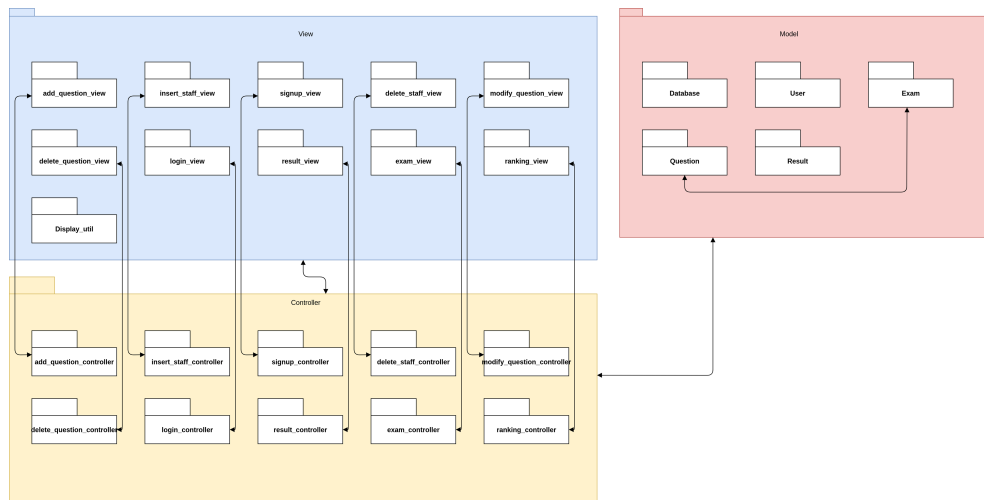 View
add_question_view
insert_staff_view
signup_view
delete_staff_view
modify_question_view
delete_question_view
login_view
result_view
exam_view
ranking_view
Display_util
Model
Database
User
Exam
Question
Result
Controller
add_question_controller
insert_staff_controller
signup_controller
delete_staff_controller
modify_question_controller
delete_question_controller
login_controller
result_controller
exam_controller
ranking_controller